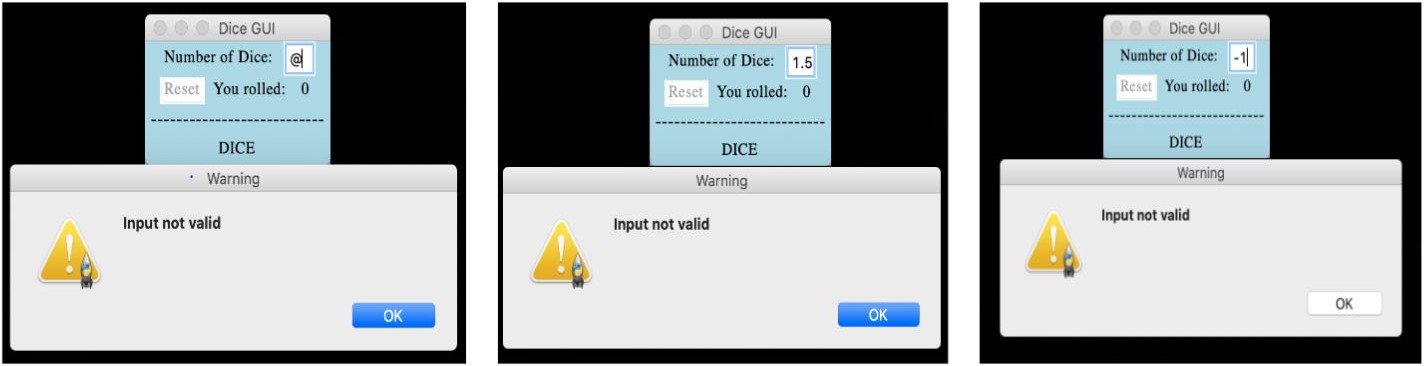 Dice GUI
Number of Dice: @
Reset You rolled: 0
----------------------------
DICE
Warning
Input not valid
OK
Dice GUI
Number of Dice: 1.5
Reset You rolled: 0
----------------------------
DICE
Warning
Input not valid
OK
Dice GUI
Number of Dice: -1
Reset You rolled: 0
----------------------------
DICE
Warning
Input not valid
OK